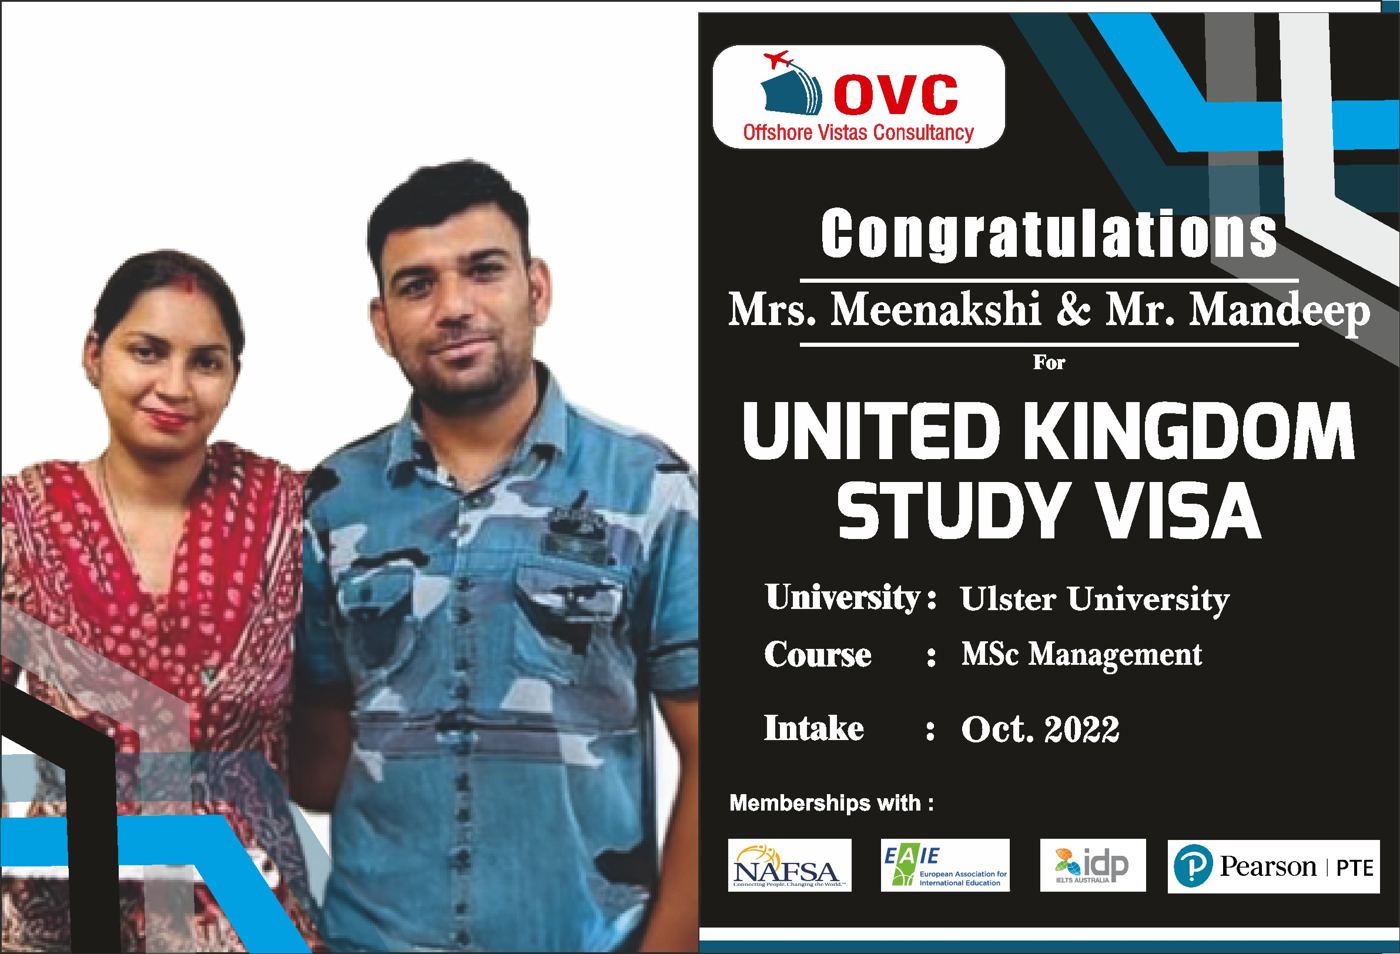 OVC
Offshore Vistas Consultancy
Congratulations
Mrs. Meenakshi & Mr. Mandeep
For
UNITED KINGDOM
STUDY VISA
University : Ulster University
Course : MSc Management
Intake : Oct. 2022
Memberships with :
NAFSA
Connecting People. Changing the World.™
EAIE
European Association for
International Education
idp
IELTS AUSTRALIA
P
Pearson | PTE